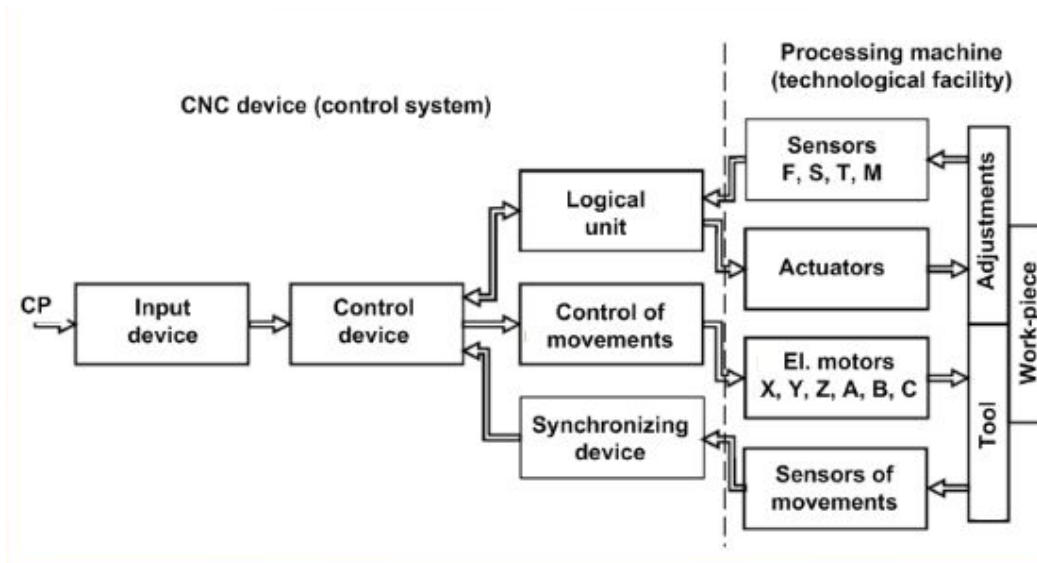 Processing machine
(technological facility)
CNC device (control system)
Sensors
F, S, T, M
Logical
unit
Actuators
Adjustments
CP
Input
device
Control
device
Control of
movements
El. motors
X, Y, Z, A, B, C
Work-piece
Synchronizing
device
Sensors of
movements
Tool